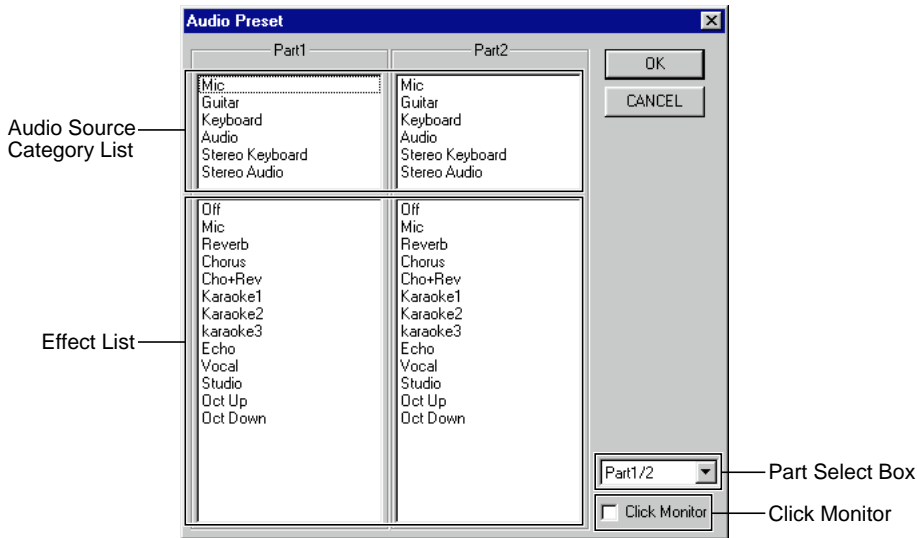 Audio Preset
Part1
Part2
OK
CANCEL
Audio Source
Category List
Mic
Guitar
Keyboard
Audio
Stereo Keyboard
Stereo Audio
Mic
Guitar
Keyboard
Audio
Stereo Keyboard
Stereo Audio
Effect List
Off
Mic
Reverb
Chorus
Cho+Rev
Karaoke1
Karaoke2
karaoke3
Echo
Vocal
Studio
Oct Up
Oct Down
Off
Mic
Reverb
Chorus
Cho+Rev
Karaoke1
Karaoke2
karaoke3
Echo
Vocal
Studio
Oct Up
Oct Down
Part1/2
Part Select Box
Click Monitor
Click Monitor